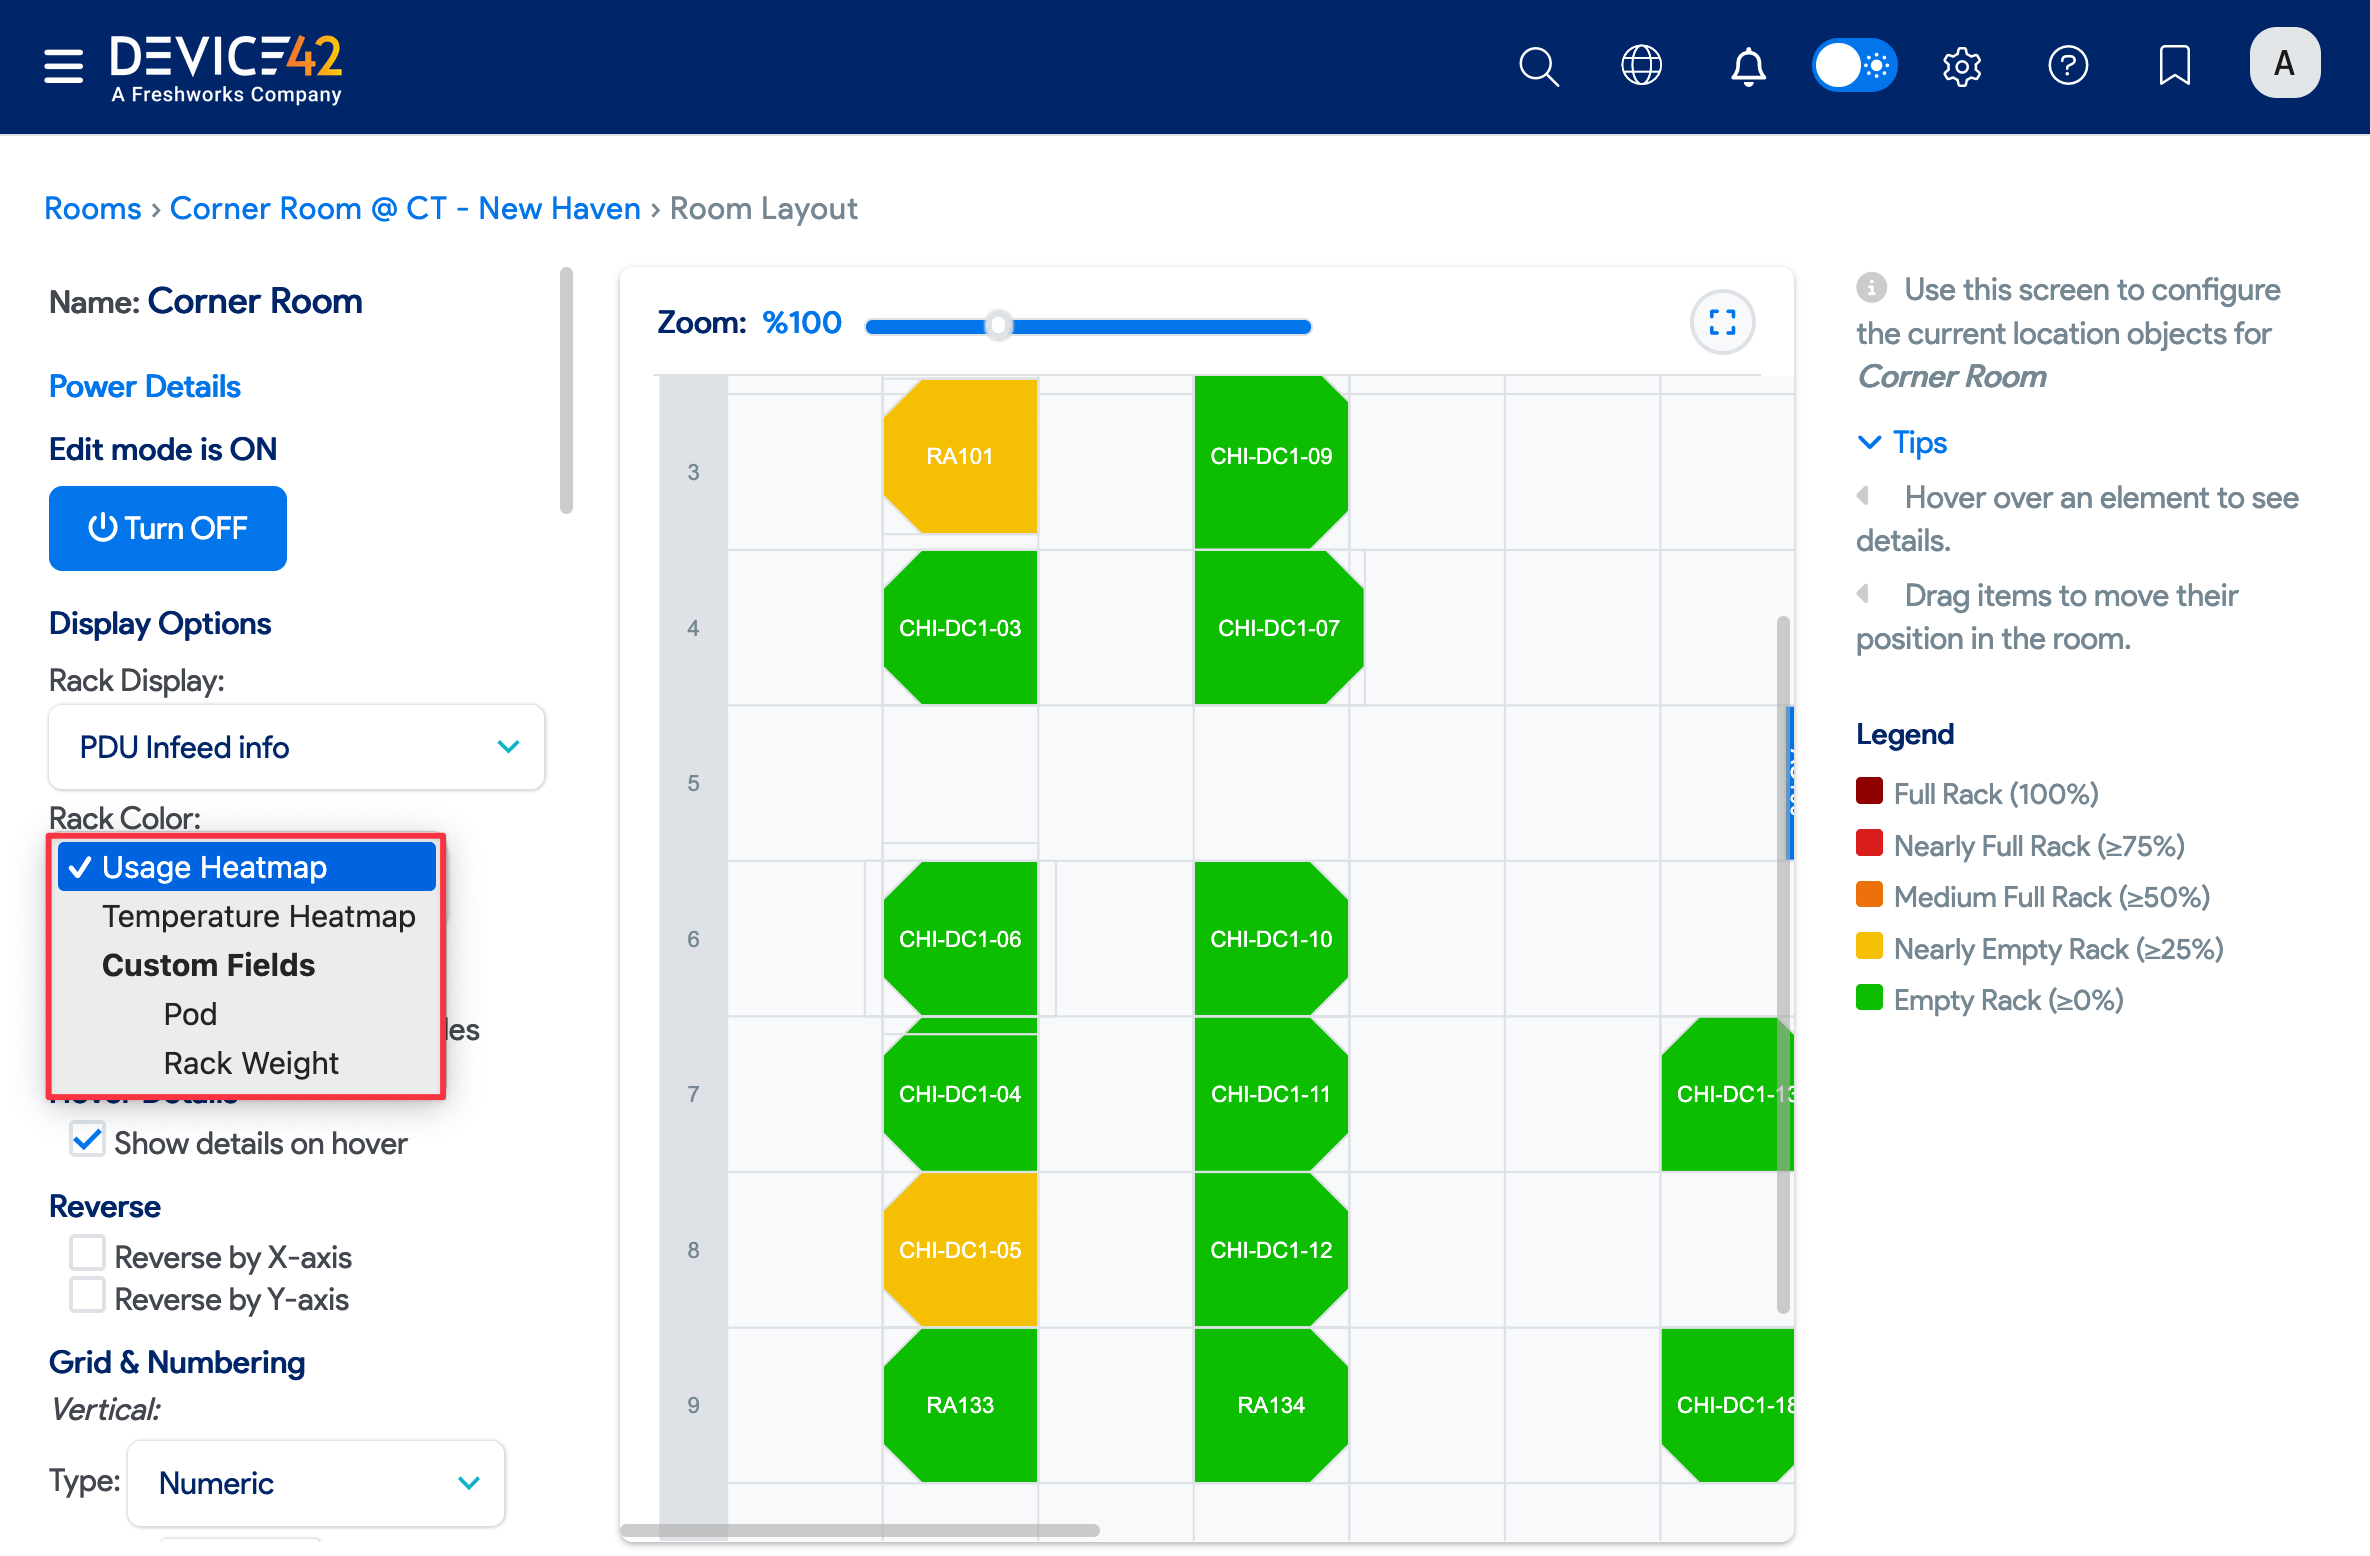 DEVICE42
A Freshworks Company
A
Rooms › Corner Room @ CT - New Haven › Room Layout
Name: Corner Room
Power Details
Edit mode is ON
Turn OFF
Display Options
Rack Display:
PDU Infeed info
Rack Color:
✓ Usage Heatmap
Temperature Heatmap
Custom Fields
Pod
Rack Weight
Show details on hover
Reverse
Reverse by X-axis
Reverse by Y-axis
Grid & Numbering
Vertical:
Type: Numeric
Zoom: %100
3
RA101
CHI-DC1-09
4
CHI-DC1-03
CHI-DC1-07
5
6
CHI-DC1-06
CHI-DC1-10
7
CHI-DC1-04
CHI-DC1-11
CHI-DC1-13
8
CHI-DC1-05
CHI-DC1-12
9
RA133
RA134
CHI-DC1-18
Use this screen to configure
the current location objects for
Corner Room
Tips
Hover over an element to see
details.
Drag items to move their
position in the room.
Legend
Full Rack (100%)
Nearly Full Rack (≥75%)
Medium Full Rack (≥50%)
Nearly Empty Rack (≥25%)
Empty Rack (≥0%)